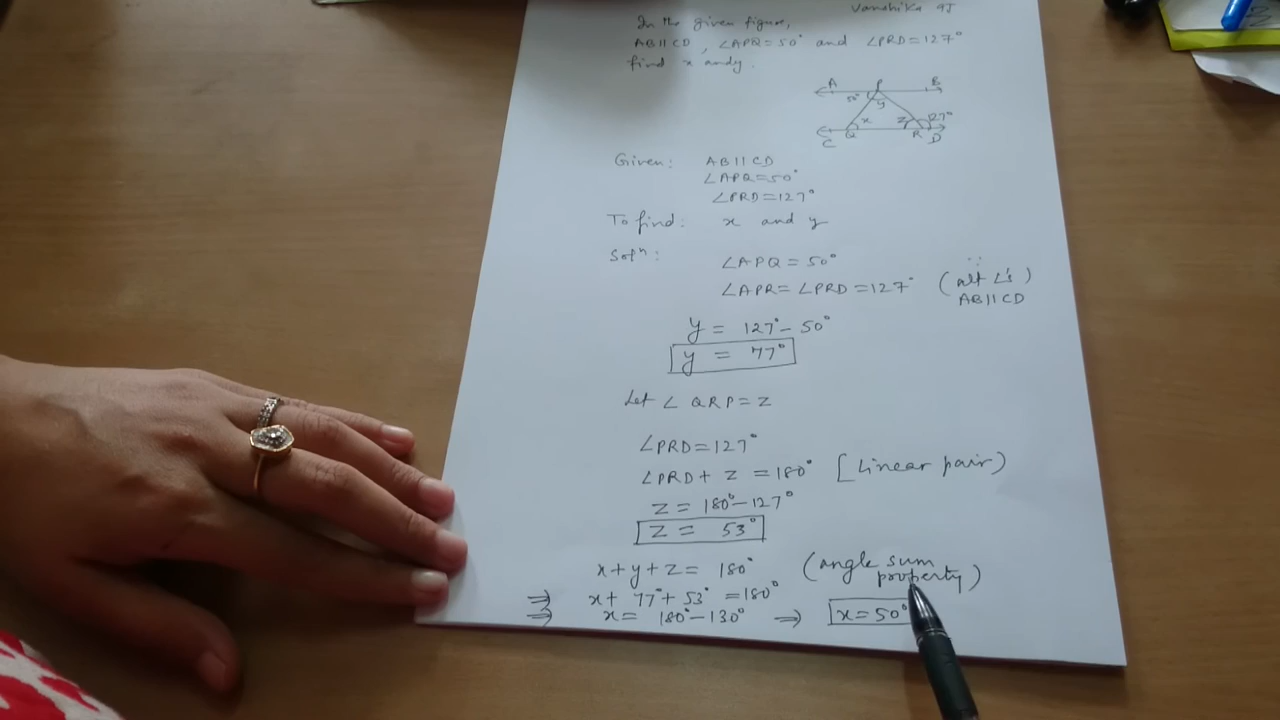 Vanshika 9J
In the given figure,
AB||CD, ∠APQ=50° and ∠PRD=127°
find x and y.
A P B
50° y
x z 127°
C Q R D
Given: AB||CD
∠APQ=50°
∠PRD=127°
To find: x and y
Solⁿ: ∠APQ=50°
∠APR=∠PRD=127° (alt ∠'s)
∵ AB||CD
y = 127°-50°
y = 77°
Let ∠QRP=z
∠PRD=127°
∠PRD+ z =180° [Linear pair)
z = 180°-127°
z = 53°
x+y+z= 180° (angle sum property)
⇒ x+ 77°+53° =180°
⇒ x= 180°-130° ⇒ x=50°